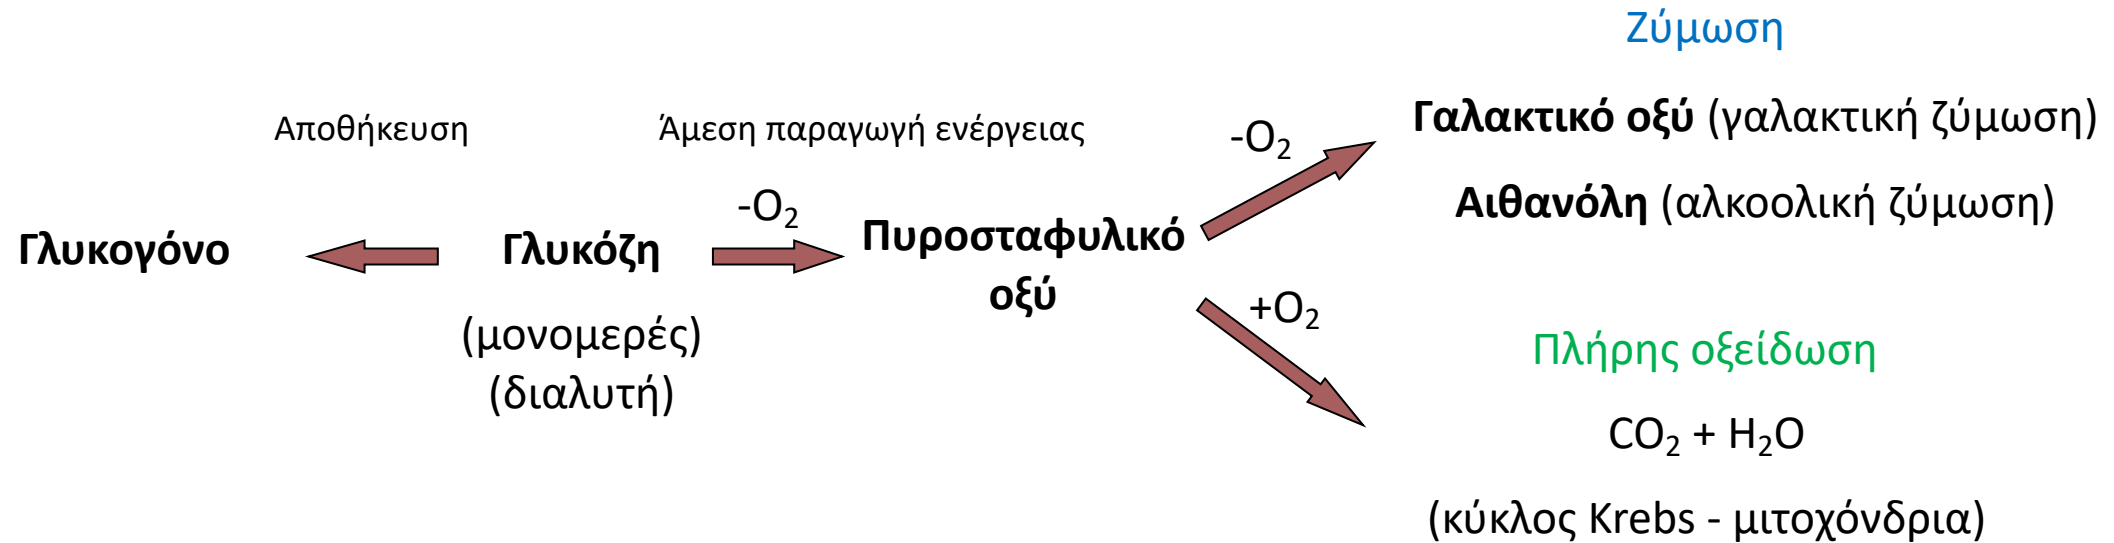 Ζύμωση
Αποθήκευση
Άμεση παραγωγή ενέργειας
-O₂
Γαλακτικό οξύ (γαλακτική ζύμωση)
Αιθανόλη (αλκοολική ζύμωση)
Γλυκογόνο
Γλυκόζη
-O₂
Πυροσταφυλικό
οξύ
(μονομερές)
(διαλυτή)
+O₂
Πλήρης οξείδωση
CO₂ + H₂O
(κύκλος Krebs - μιτοχόνδρια)